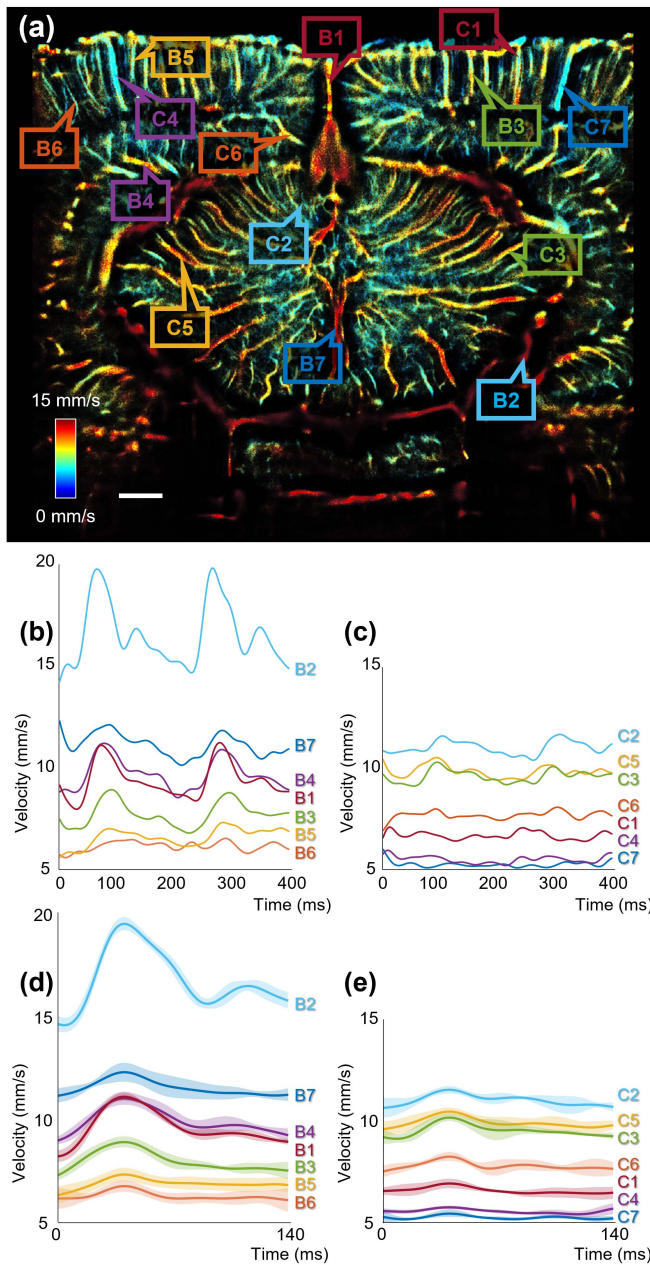 (a)
B1
C1
B5
C4
B6
C6
B3
C7
B4
C2
C3
C5
B7
B2
15 mm/s
0 mm/s
(b)
20
15
10
5
Velocity (mm/s)
B2
B7
B4
B1
B3
B5
B6
0 100 200 300 400
Time (ms)
(c)
15
10
5
Velocity (mm/s)
C2
C5
C3
C6
C1
C4
C7
0 100 200 300 400
Time (ms)
(d)
20
15
10
5
Velocity (mm/s)
B2
B7
B4
B1
B3
B5
B6
0 140
Time (ms)
(e)
15
10
5
Velocity (mm/s)
C2
C5
C3
C6
C1
C4
C7
0 140
Time (ms)